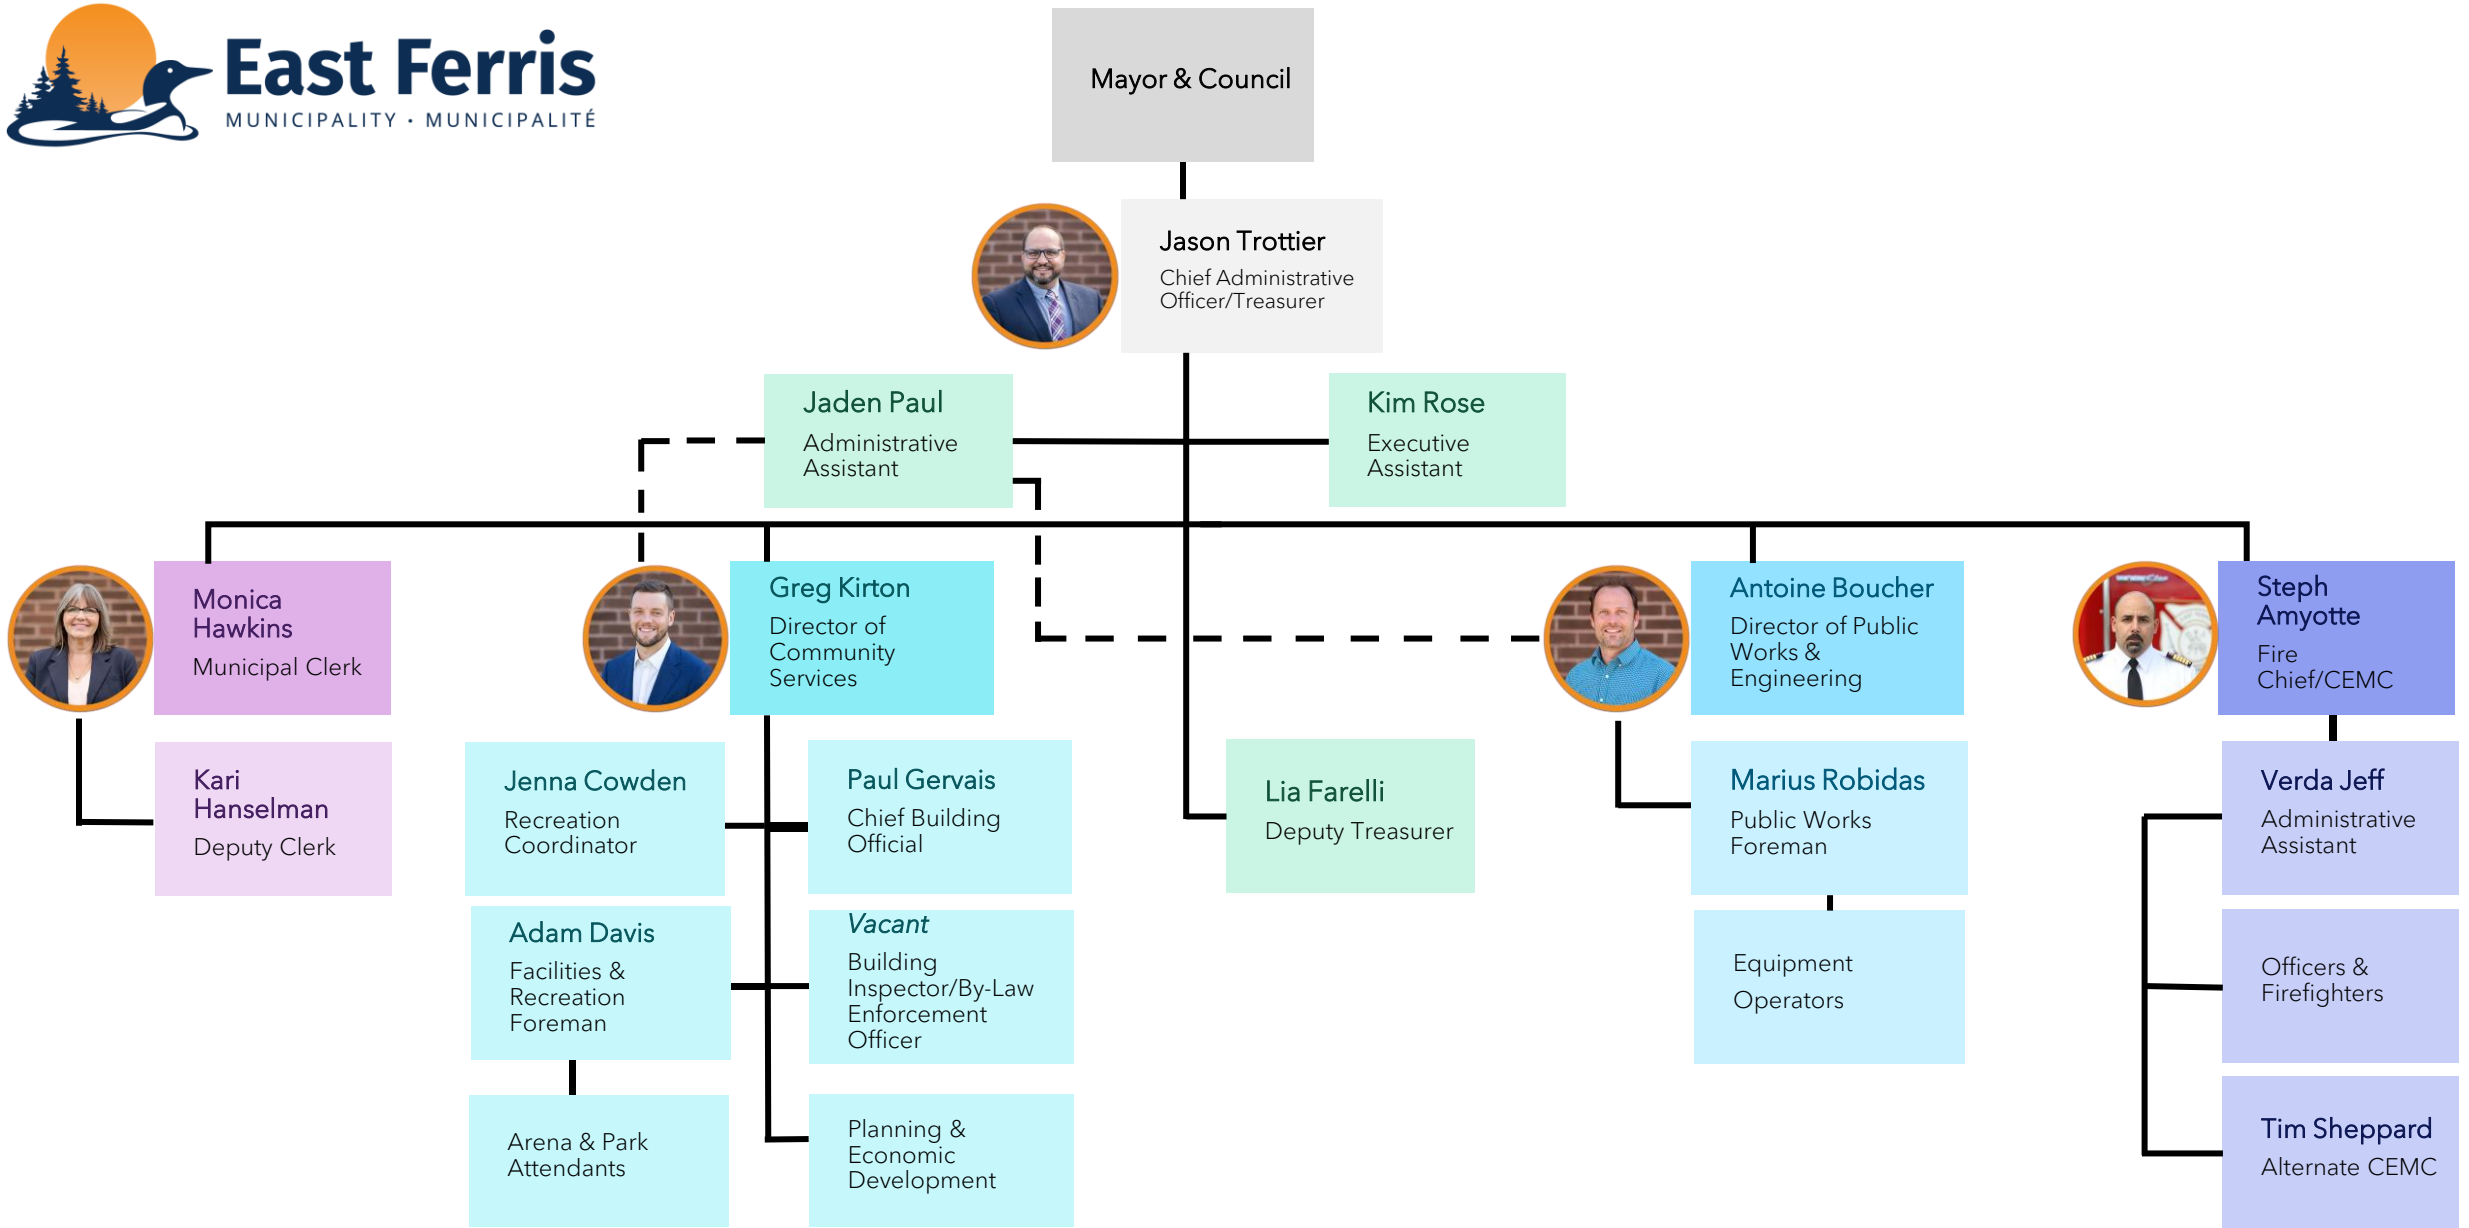 East Ferris
MUNICIPALITY • MUNICIPALITÉ
Mayor & Council
Jason Trottier
Chief Administrative
Officer/Treasurer
Jaden Paul
Administrative
Assistant
Kim Rose
Executive
Assistant
Monica
Hawkins
Municipal Clerk
Greg Kirton
Director of
Community
Services
Antoine Boucher
Director of Public
Works &
Engineering
Steph
Amyotte
Fire
Chief/CEMC
Kari
Hanselman
Deputy Clerk
Jenna Cowden
Recreation
Coordinator
Paul Gervais
Chief Building
Official
Lia Farelli
Deputy Treasurer
Marius Robidas
Public Works
Foreman
Verda Jeff
Administrative
Assistant
Adam Davis
Facilities &
Recreation
Foreman
Vacant
Building
Inspector/By-Law
Enforcement
Officer
Equipment
Operators
Officers &
Firefighters
Arena & Park
Attendants
Planning &
Economic
Development
Tim Sheppard
Alternate CEMC